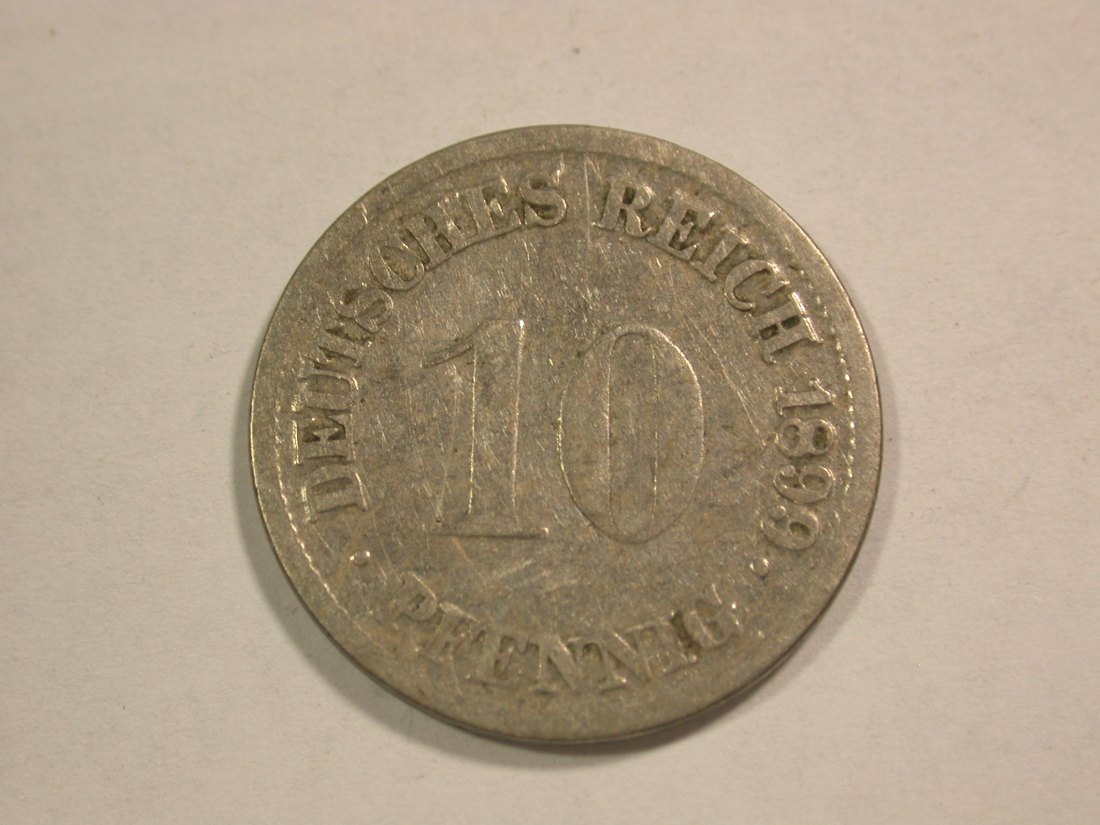 DEUTSCHES REICH 1899
10
· PFENNIG ·